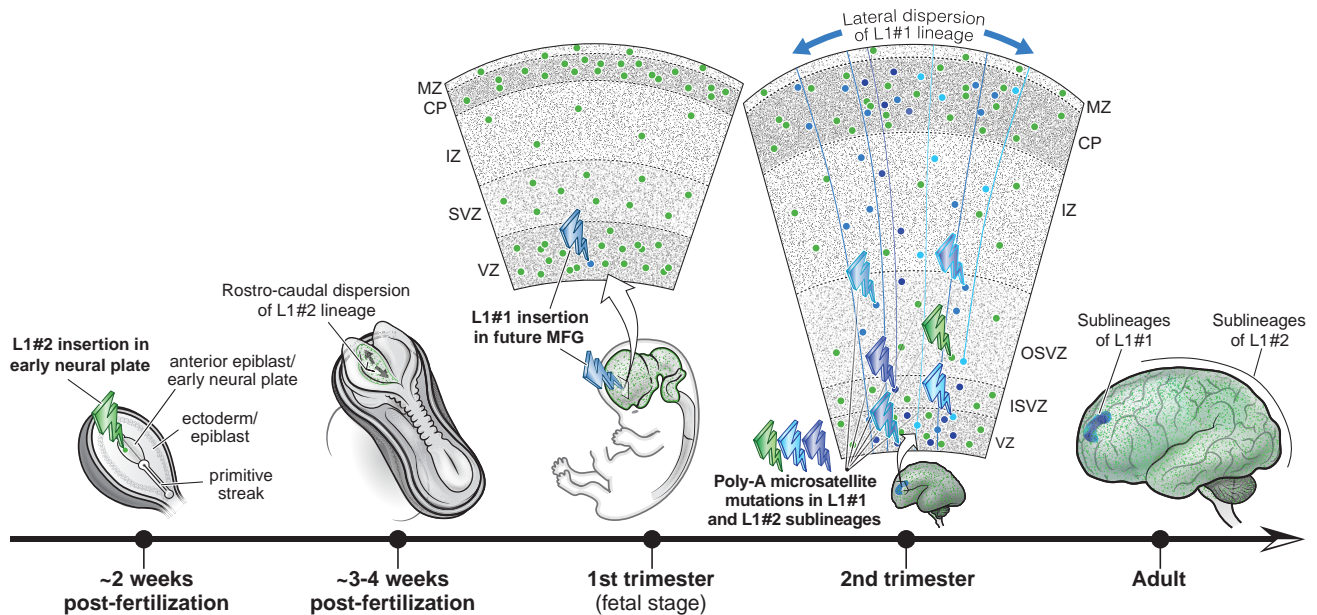 Lateral dispersion
of L1#1 lineage
MZ
CP
IZ
SVZ
VZ
MZ
CP
IZ
OSVZ
ISVZ
VZ
L1#2 insertion in
early neural plate
anterior epiblast/
early neural plate
ectoderm/
epiblast
primitive
streak
Rostro-caudal dispersion
of L1#2 lineage
L1#1 insertion
in future MFG
Poly-A microsatellite
mutations in L1#1
and L1#2 sublineages
Sublineages
of L1#1
Sublineages
of L1#2
~2 weeks
post-fertilization
~3-4 weeks
post-fertilization
1st trimester
(fetal stage)
2nd trimester
Adult